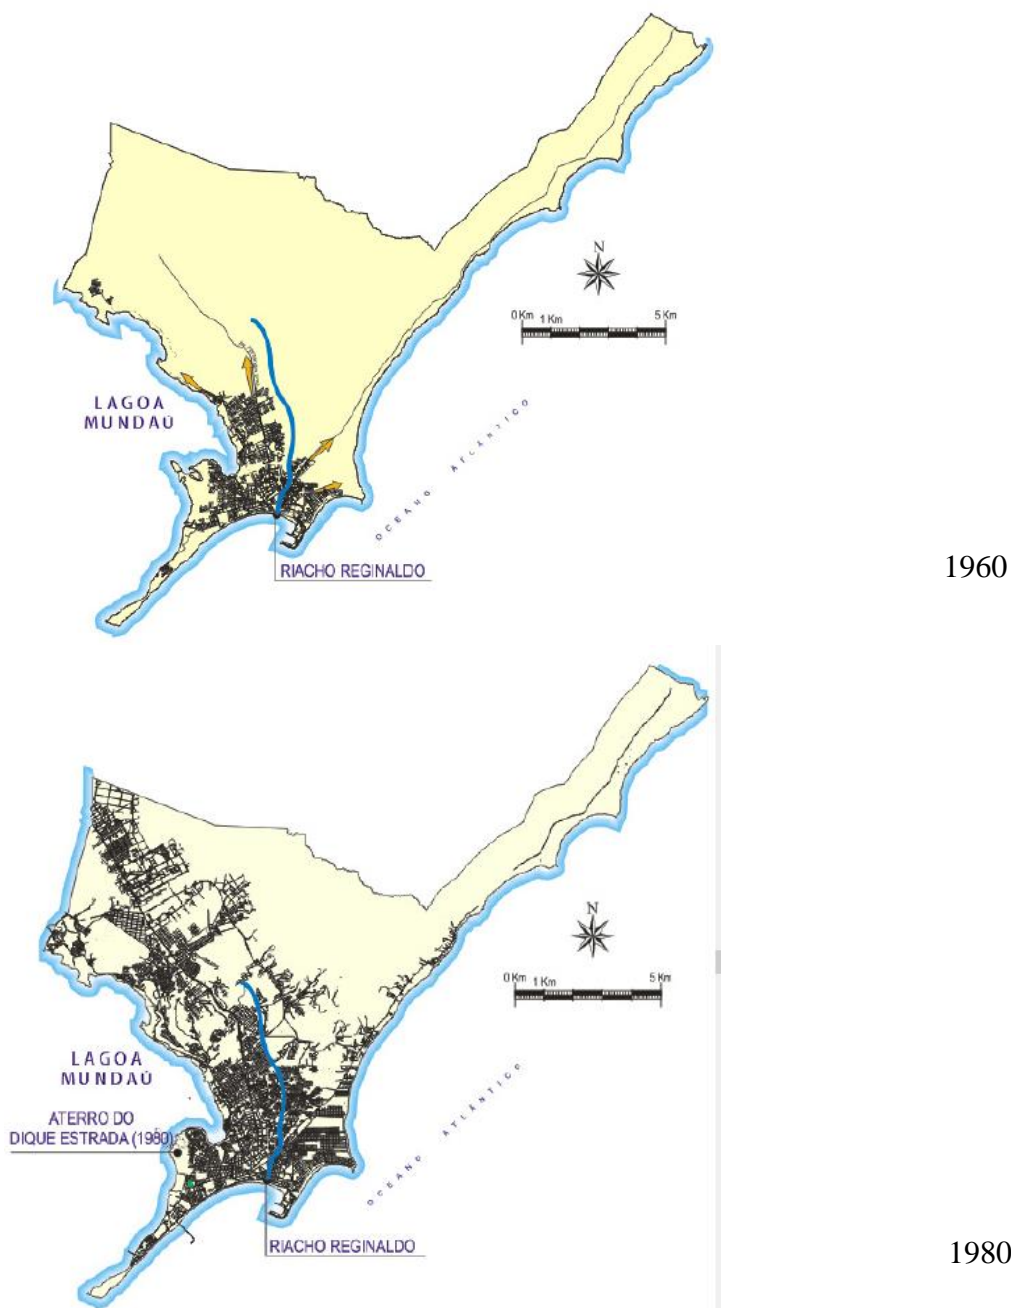 N
0 Km 1 Km 5 Km
LAGOA
MUNDAÚ
OCEANO ATLÂNTICO
RIACHO REGINALDO
1960
N
0 Km 1 Km 5 Km
LAGOA
MUNDAÚ
ATERRO DO
DIQUE ESTRADA (1980)
OCEANO ATLÂNTICO
RIACHO REGINALDO
1980